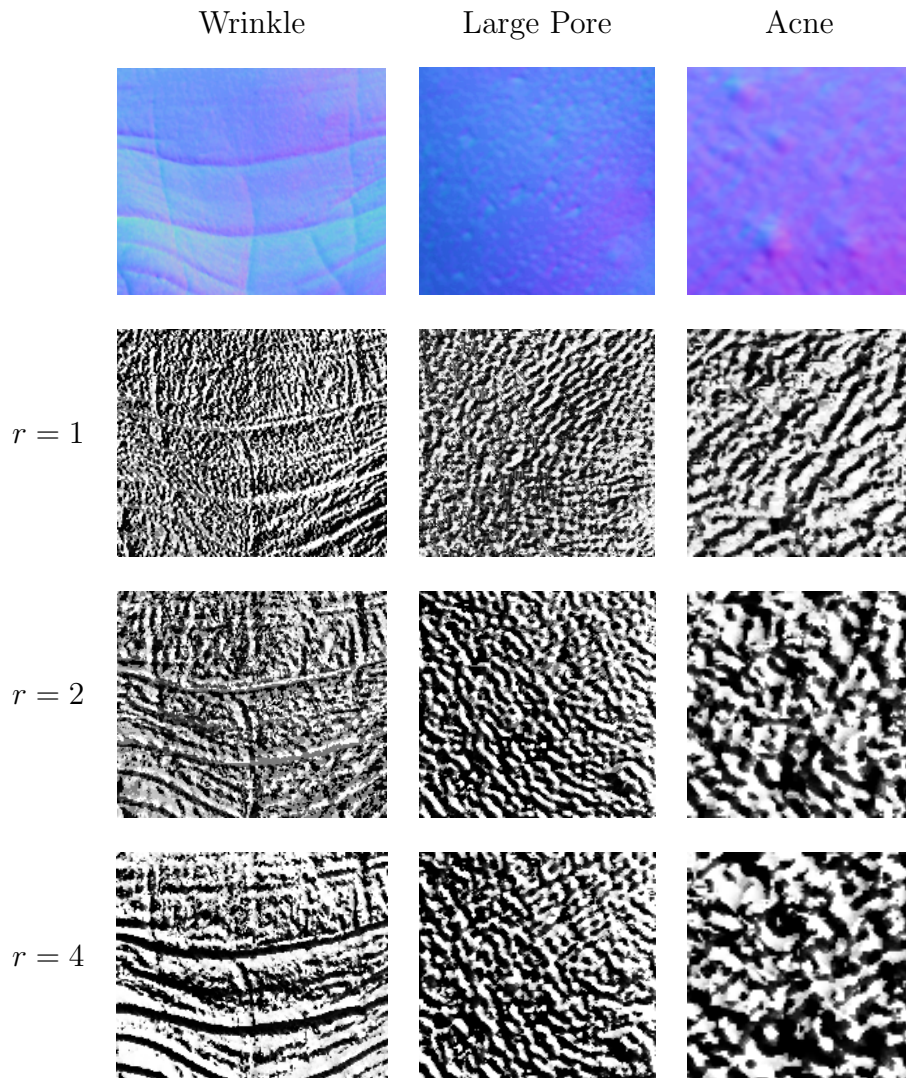 Wrinkle Large Pore Acne
r = 1
r = 2
r = 4